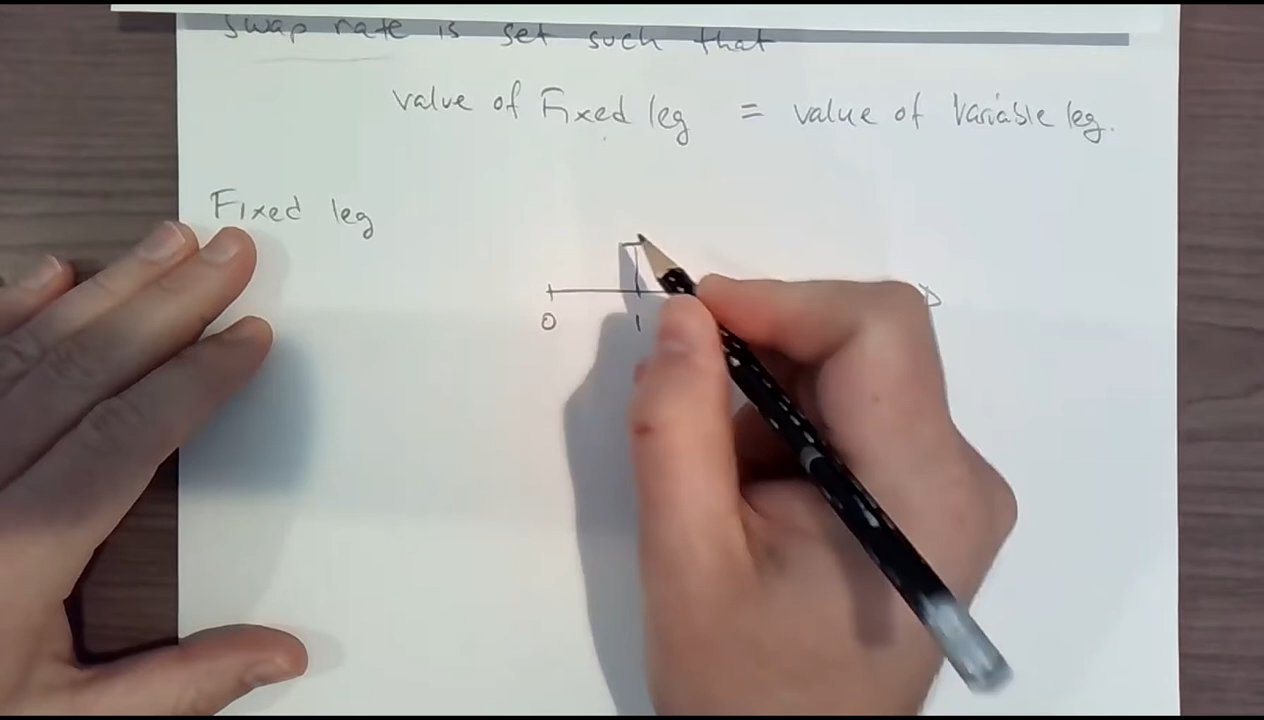 swap rate is set such that
value of Fixed leg = value of Variable leg.
Fixed leg
0 1